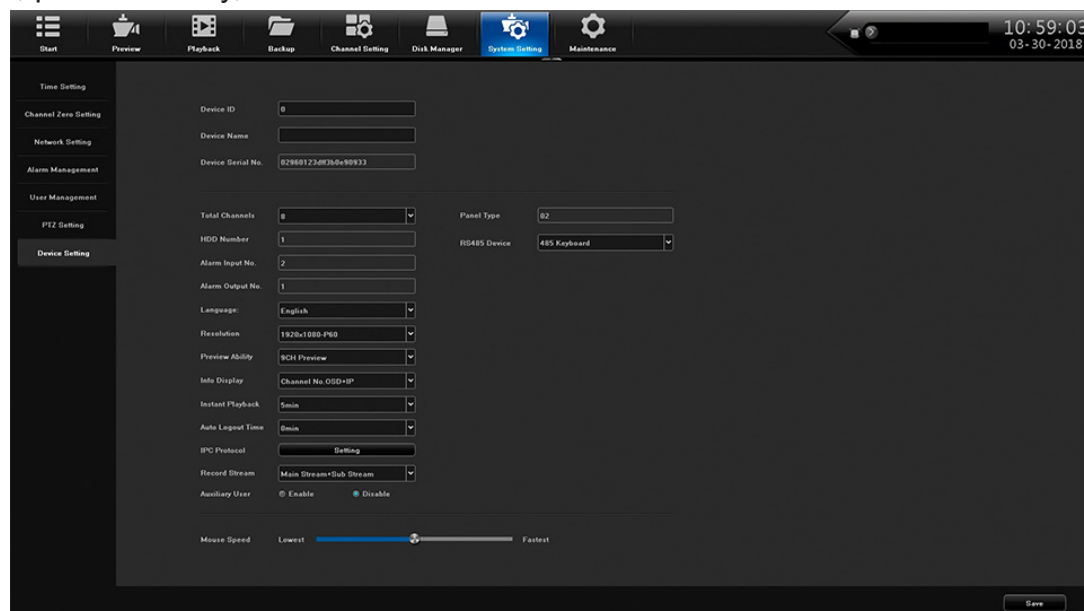 Start Preview Playback Backup Channel Setting Disk Manager System Setting Maintenance
10:59:03
03-30-2018
Time Setting
Channel Zero Setting
Network Setting
Alarm Management
User Management
PTZ Setting
Device Setting
Device ID 0
Device Name
Device Serial No.
Total Channels 8 Panel Type 02
HDD Number 1 RS485 Device 485 Keyboard
Alarm Input No. 2
Alarm Output No. 1
Language: English
Resolution 1920x1080-P60
Preview Ability 9CH Preview
Info Display Channel No.OSD+IP
Instant Playback 5min
Auto Logout Time 0min
IPC Protocol Setting
Record Stream Main Stream+Sub Stream
Auxiliary User Enable Disable
Mouse Speed Lowest Fastest
Save